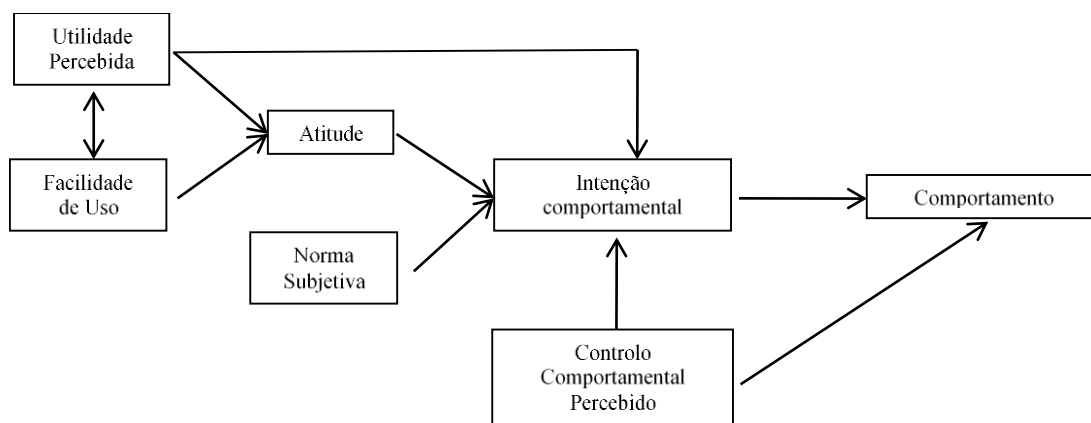 Utilidade
Percebida
Atitude
Facilidade
de Uso
Intenção
comportamental
Comportamento
Norma
Subjetiva
Controlo
Comportamental
Percebido